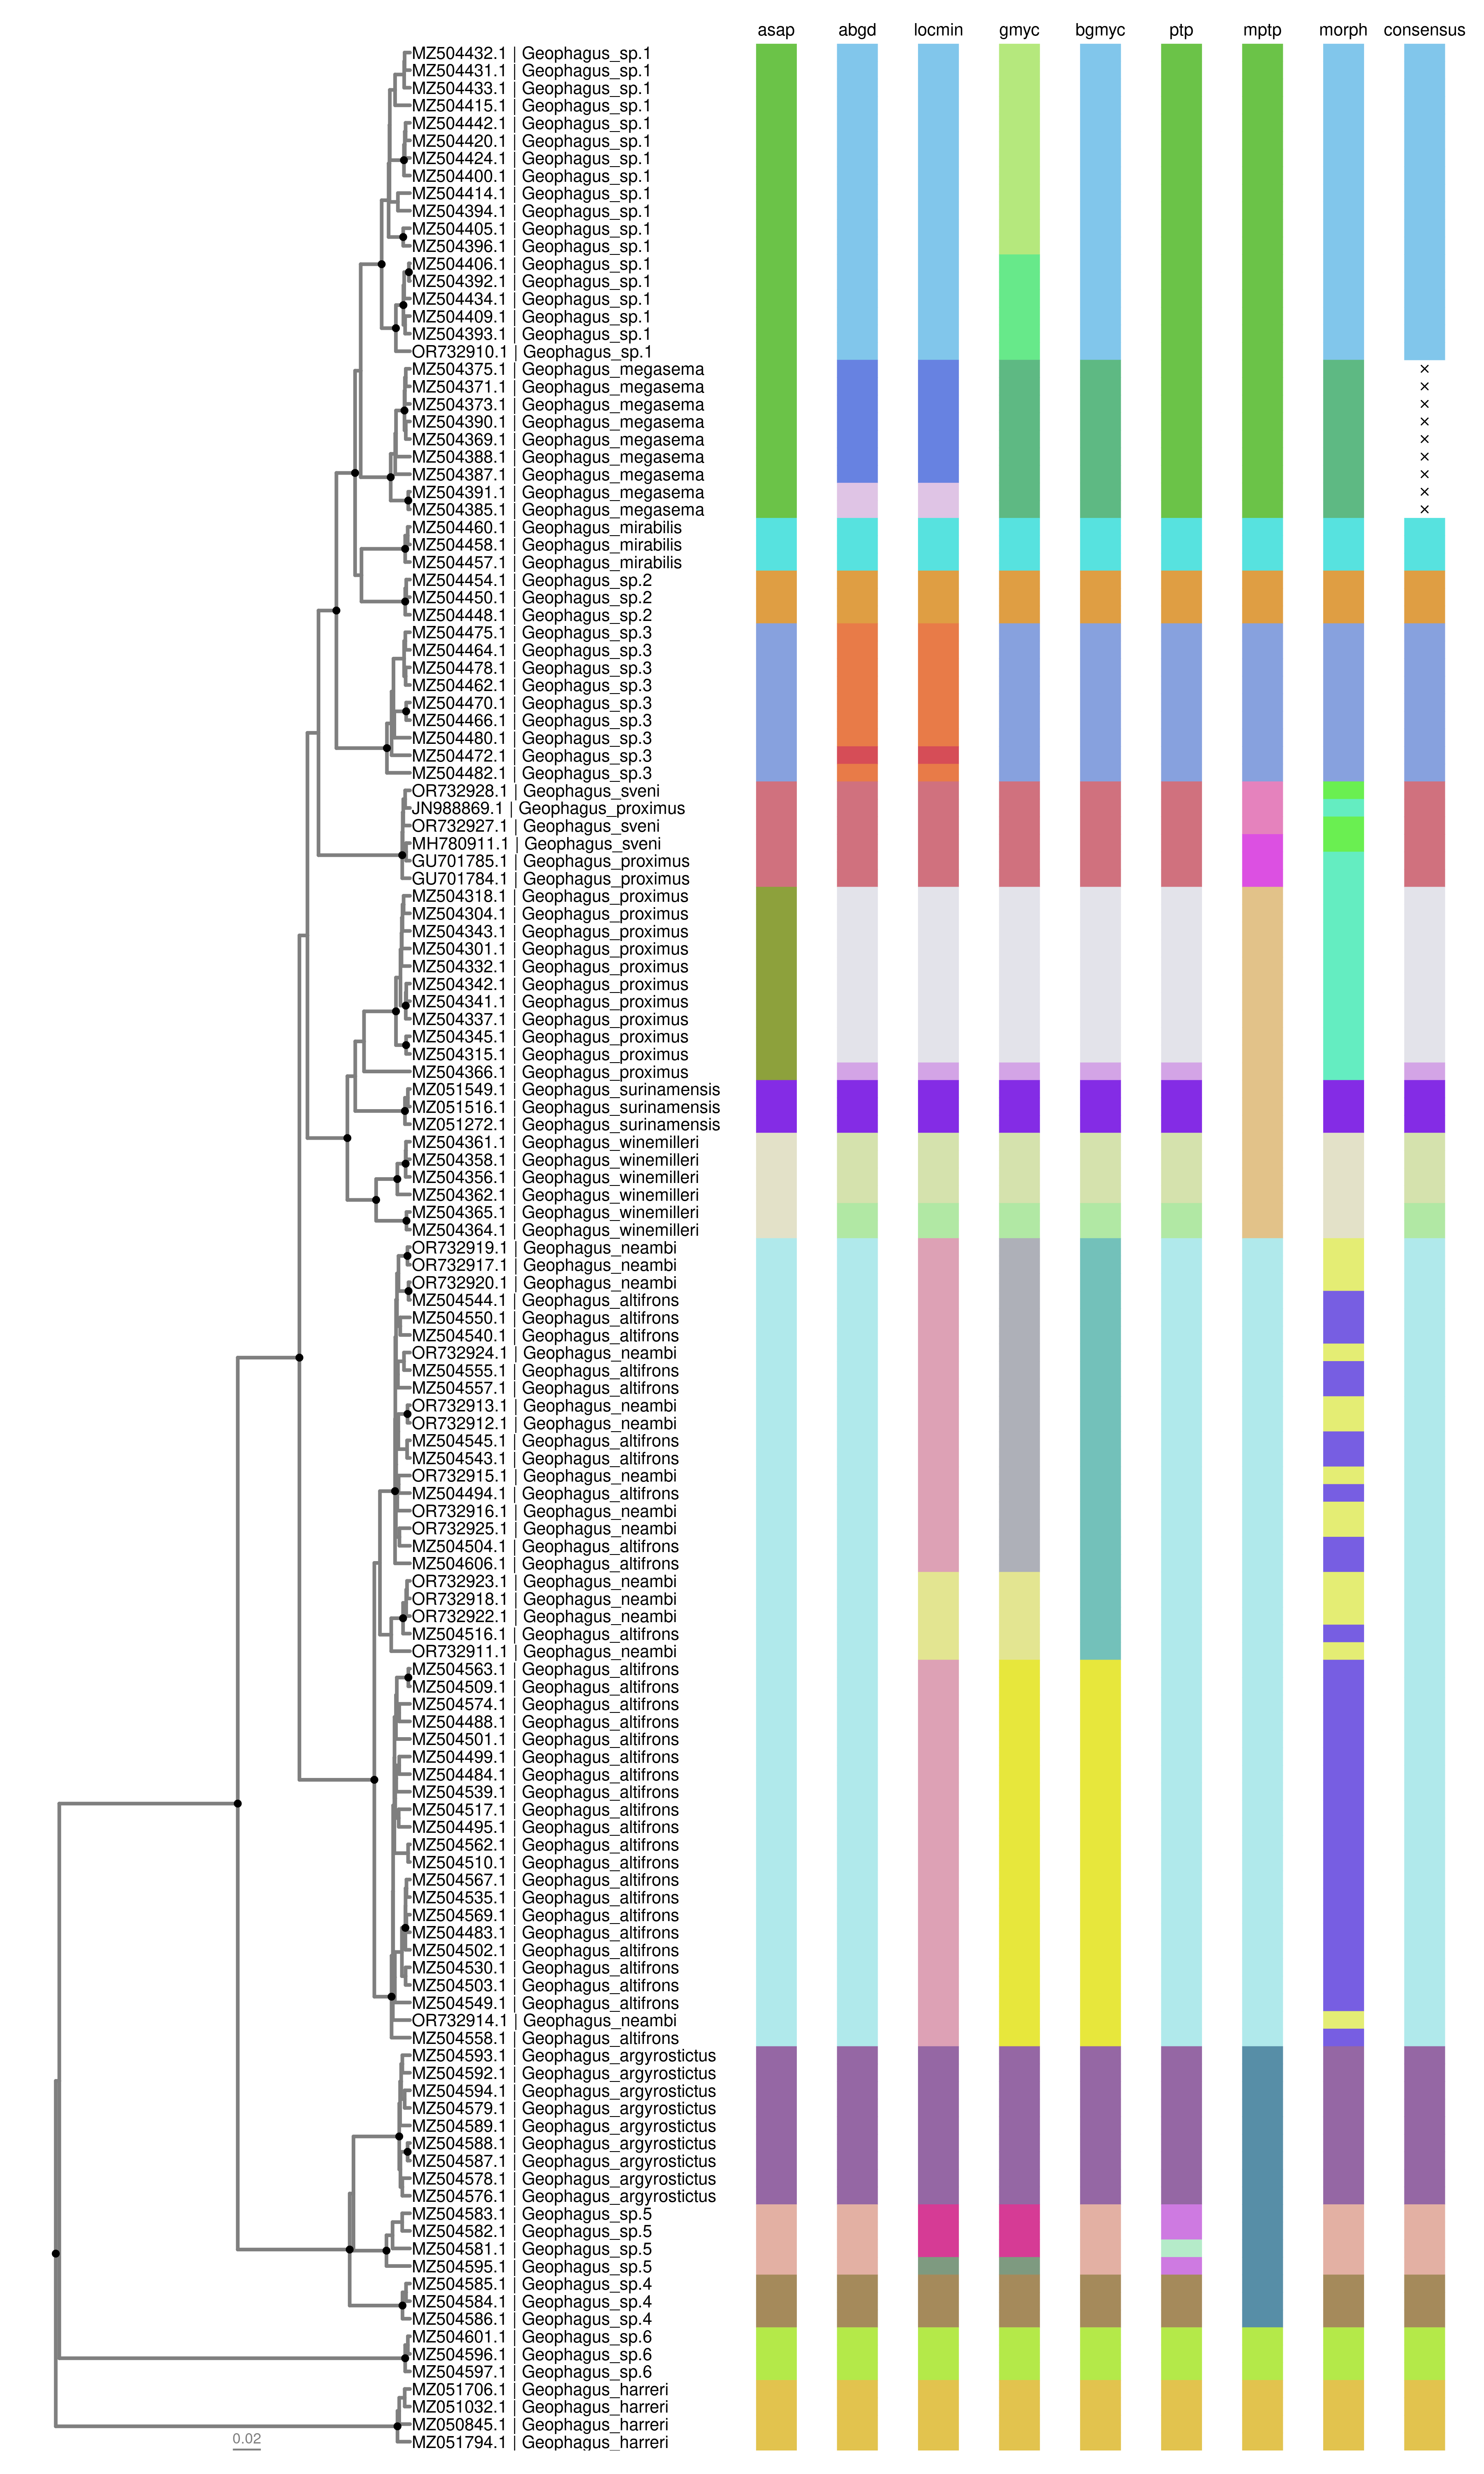 asap abgd locmin gmyc bgmyc ptp mptp morph consensus
MZ504432.1 | Geophagus_sp.1
MZ504431.1 | Geophagus_sp.1
MZ504433.1 | Geophagus_sp.1
MZ504415.1 | Geophagus_sp.1
MZ504442.1 | Geophagus_sp.1
MZ504420.1 | Geophagus_sp.1
MZ504424.1 | Geophagus_sp.1
MZ504400.1 | Geophagus_sp.1
MZ504414.1 | Geophagus_sp.1
MZ504394.1 | Geophagus_sp.1
MZ504405.1 | Geophagus_sp.1
MZ504396.1 | Geophagus_sp.1
MZ504406.1 | Geophagus_sp.1
MZ504392.1 | Geophagus_sp.1
MZ504434.1 | Geophagus_sp.1
MZ504409.1 | Geophagus_sp.1
MZ504393.1 | Geophagus_sp.1
OR732910.1 | Geophagus_sp.1
MZ504375.1 | Geophagus_megasema ×
MZ504371.1 | Geophagus_megasema ×
MZ504373.1 | Geophagus_megasema ×
MZ504390.1 | Geophagus_megasema ×
MZ504369.1 | Geophagus_megasema ×
MZ504388.1 | Geophagus_megasema ×
MZ504387.1 | Geophagus_megasema ×
MZ504391.1 | Geophagus_megasema ×
MZ504385.1 | Geophagus_megasema ×
MZ504460.1 | Geophagus_mirabilis
MZ504458.1 | Geophagus_mirabilis
MZ504457.1 | Geophagus_mirabilis
MZ504454.1 | Geophagus_sp.2
MZ504450.1 | Geophagus_sp.2
MZ504448.1 | Geophagus_sp.2
MZ504475.1 | Geophagus_sp.3
MZ504464.1 | Geophagus_sp.3
MZ504478.1 | Geophagus_sp.3
MZ504462.1 | Geophagus_sp.3
MZ504470.1 | Geophagus_sp.3
MZ504466.1 | Geophagus_sp.3
MZ504480.1 | Geophagus_sp.3
MZ504472.1 | Geophagus_sp.3
MZ504482.1 | Geophagus_sp.3
OR732928.1 | Geophagus_sveni
JN988869.1 | Geophagus_proximus
OR732927.1 | Geophagus_sveni
MH780911.1 | Geophagus_sveni
GU701785.1 | Geophagus_proximus
GU701784.1 | Geophagus_proximus
MZ504318.1 | Geophagus_proximus
MZ504304.1 | Geophagus_proximus
MZ504343.1 | Geophagus_proximus
MZ504301.1 | Geophagus_proximus
MZ504332.1 | Geophagus_proximus
MZ504342.1 | Geophagus_proximus
MZ504341.1 | Geophagus_proximus
MZ504337.1 | Geophagus_proximus
MZ504345.1 | Geophagus_proximus
MZ504315.1 | Geophagus_proximus
MZ504366.1 | Geophagus_proximus
MZ051549.1 | Geophagus_surinamensis
MZ051516.1 | Geophagus_surinamensis
MZ051272.1 | Geophagus_surinamensis
MZ504361.1 | Geophagus_winemilleri
MZ504358.1 | Geophagus_winemilleri
MZ504356.1 | Geophagus_winemilleri
MZ504362.1 | Geophagus_winemilleri
MZ504365.1 | Geophagus_winemilleri
MZ504364.1 | Geophagus_winemilleri
OR732919.1 | Geophagus_neambi
OR732917.1 | Geophagus_neambi
OR732920.1 | Geophagus_neambi
MZ504544.1 | Geophagus_altifrons
MZ504550.1 | Geophagus_altifrons
MZ504540.1 | Geophagus_altifrons
OR732924.1 | Geophagus_neambi
MZ504555.1 | Geophagus_altifrons
MZ504557.1 | Geophagus_altifrons
OR732913.1 | Geophagus_neambi
OR732912.1 | Geophagus_neambi
MZ504545.1 | Geophagus_altifrons
MZ504543.1 | Geophagus_altifrons
OR732915.1 | Geophagus_neambi
MZ504494.1 | Geophagus_altifrons
OR732916.1 | Geophagus_neambi
OR732925.1 | Geophagus_neambi
MZ504504.1 | Geophagus_altifrons
MZ504606.1 | Geophagus_altifrons
OR732923.1 | Geophagus_neambi
OR732918.1 | Geophagus_neambi
OR732922.1 | Geophagus_neambi
MZ504516.1 | Geophagus_altifrons
OR732911.1 | Geophagus_neambi
MZ504563.1 | Geophagus_altifrons
MZ504509.1 | Geophagus_altifrons
MZ504574.1 | Geophagus_altifrons
MZ504488.1 | Geophagus_altifrons
MZ504501.1 | Geophagus_altifrons
MZ504499.1 | Geophagus_altifrons
MZ504484.1 | Geophagus_altifrons
MZ504539.1 | Geophagus_altifrons
MZ504517.1 | Geophagus_altifrons
MZ504495.1 | Geophagus_altifrons
MZ504562.1 | Geophagus_altifrons
MZ504510.1 | Geophagus_altifrons
MZ504567.1 | Geophagus_altifrons
MZ504535.1 | Geophagus_altifrons
MZ504569.1 | Geophagus_altifrons
MZ504483.1 | Geophagus_altifrons
MZ504502.1 | Geophagus_altifrons
MZ504530.1 | Geophagus_altifrons
MZ504503.1 | Geophagus_altifrons
MZ504549.1 | Geophagus_altifrons
OR732914.1 | Geophagus_neambi
MZ504558.1 | Geophagus_altifrons
MZ504593.1 | Geophagus_argyrostictus
MZ504592.1 | Geophagus_argyrostictus
MZ504594.1 | Geophagus_argyrostictus
MZ504579.1 | Geophagus_argyrostictus
MZ504589.1 | Geophagus_argyrostictus
MZ504588.1 | Geophagus_argyrostictus
MZ504587.1 | Geophagus_argyrostictus
MZ504578.1 | Geophagus_argyrostictus
MZ504576.1 | Geophagus_argyrostictus
MZ504583.1 | Geophagus_sp.5
MZ504582.1 | Geophagus_sp.5
MZ504581.1 | Geophagus_sp.5
MZ504595.1 | Geophagus_sp.5
MZ504585.1 | Geophagus_sp.4
MZ504584.1 | Geophagus_sp.4
MZ504586.1 | Geophagus_sp.4
MZ504601.1 | Geophagus_sp.6
MZ504596.1 | Geophagus_sp.6
MZ504597.1 | Geophagus_sp.6
MZ051706.1 | Geophagus_harreri
MZ051032.1 | Geophagus_harreri
MZ050845.1 | Geophagus_harreri
MZ051794.1 | Geophagus_harreri
0.02